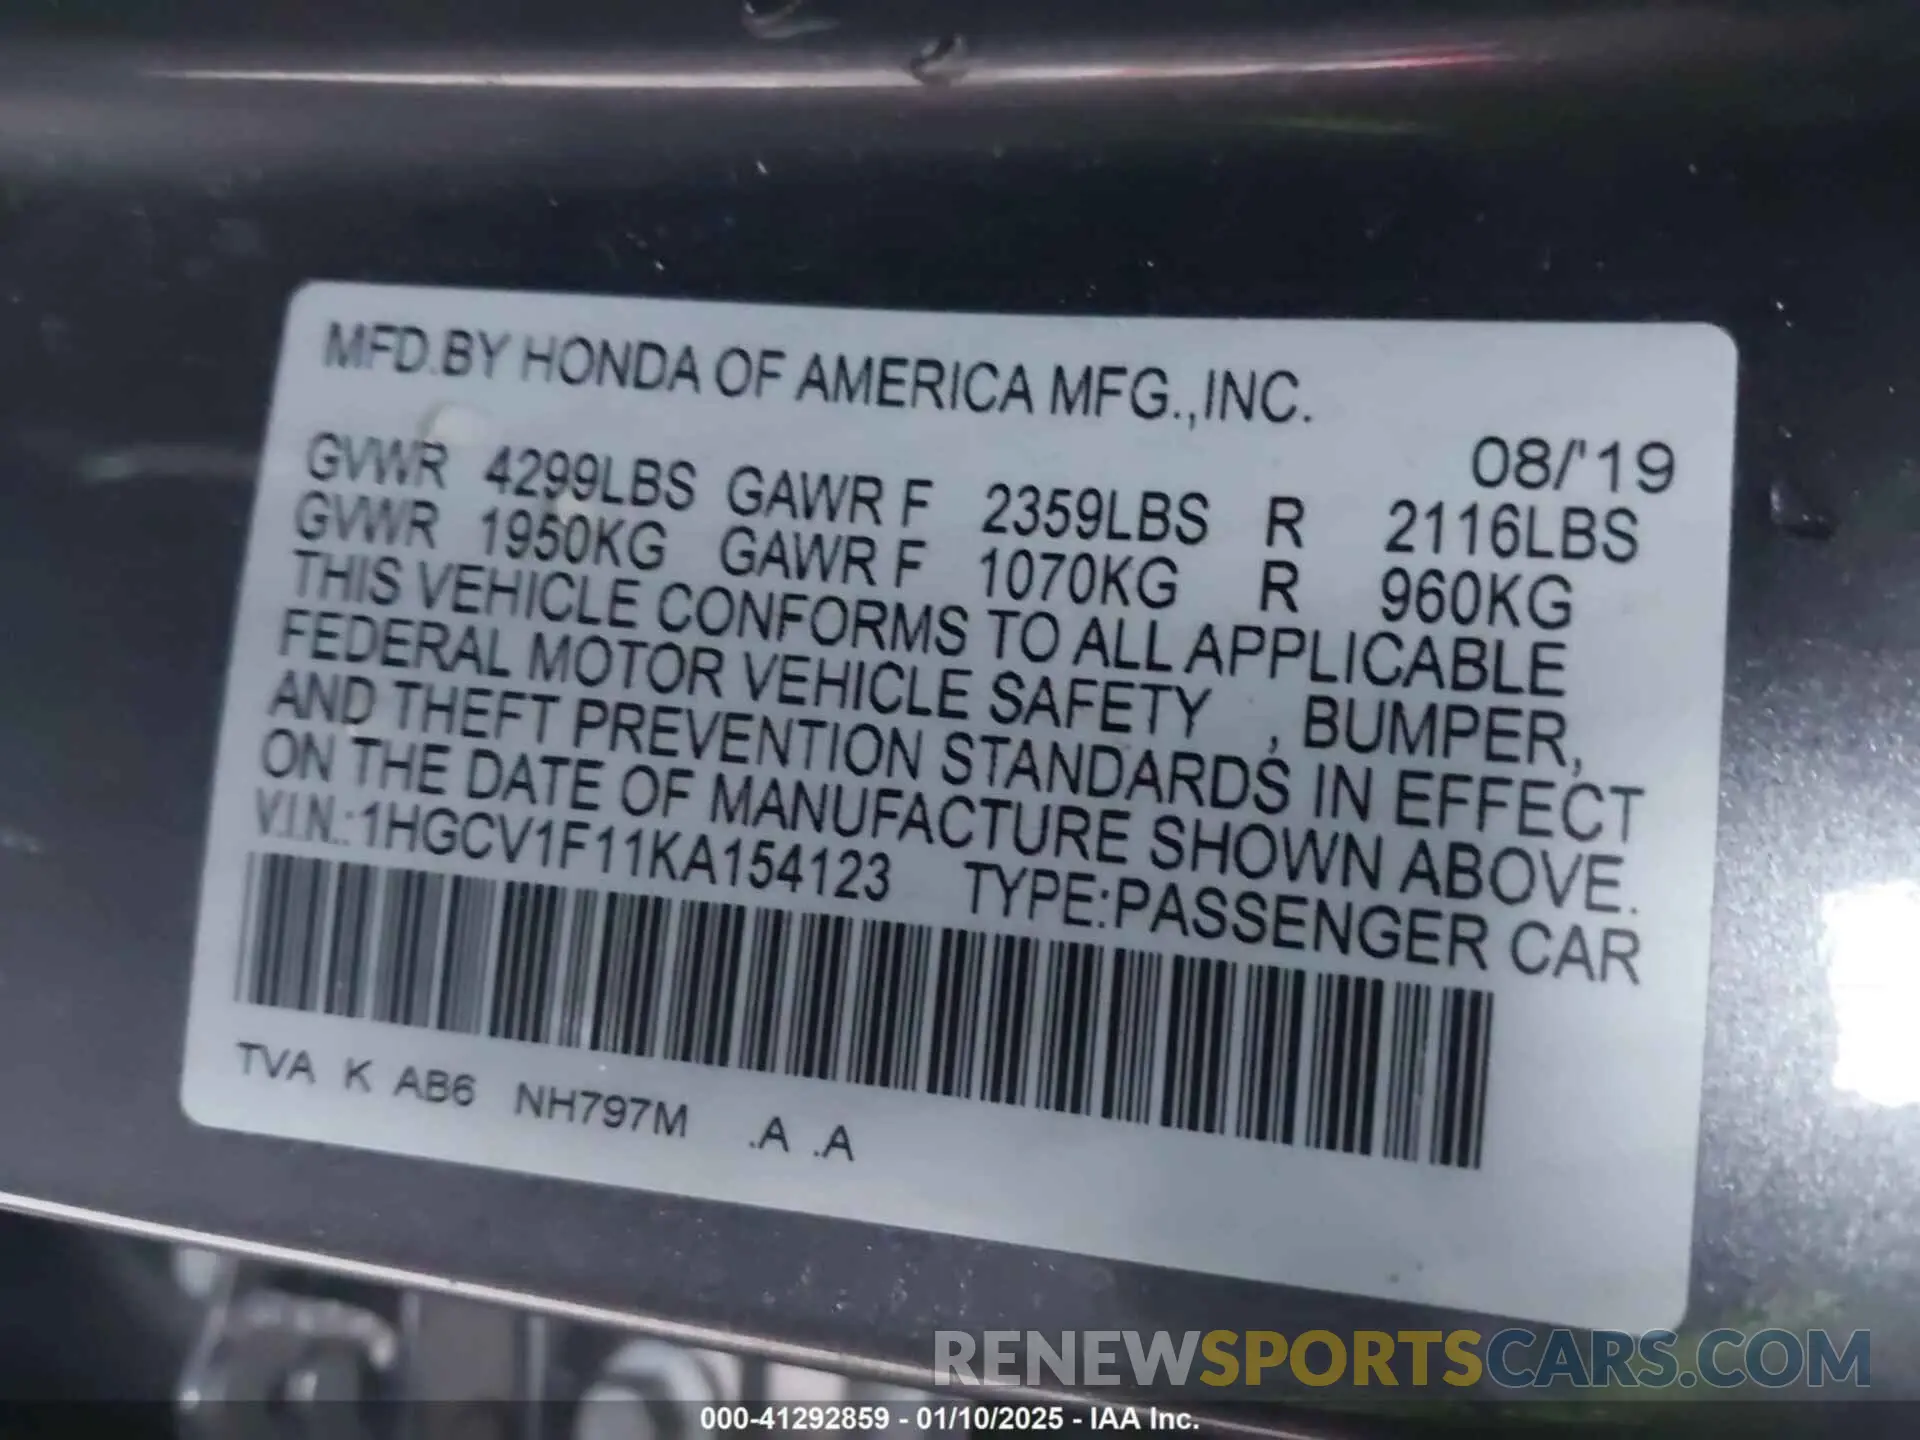 MFD.BY HONDA OF AMERICA MFG.,INC.
08/'19
GVWR 4299LBS GAWR F 2359LBS R 2116LBS
GVWR 1950KG GAWR F 1070KG R 960KG
THIS VEHICLE CONFORMS TO ALL APPLICABLE
FEDERAL MOTOR VEHICLE SAFETY , BUMPER,
AND THEFT PREVENTION STANDARDS IN EFFECT
ON THE DATE OF MANUFACTURE SHOWN ABOVE.
V.I.N.:1HGCV1F11KA154123 TYPE:PASSENGER CAR
TVA K AB6 NH797M .A .A
RENEWSPORTSCARS.COM
000-41292859 - 01/10/2025 - IAA Inc.